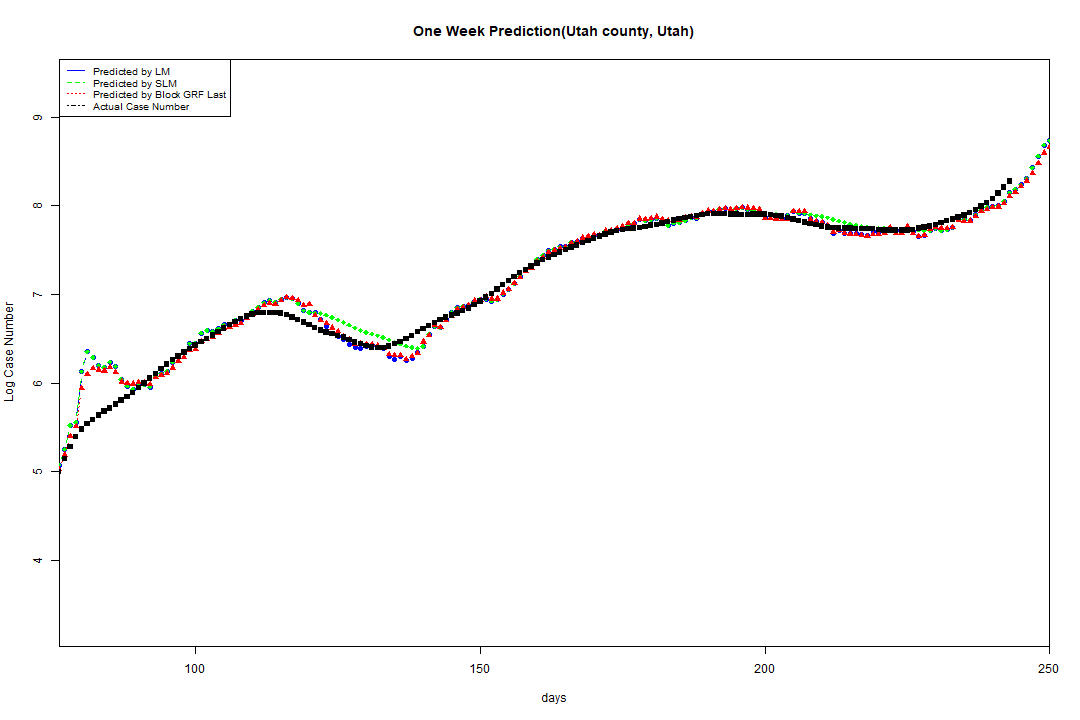 One Week Prediction(Utah county, Utah)
Predicted by LM
Predicted by SLM
Predicted by Block GRF Last
Actual Case Number
9
8
7
6
5
4
Log Case Number
100 150 200 250
days